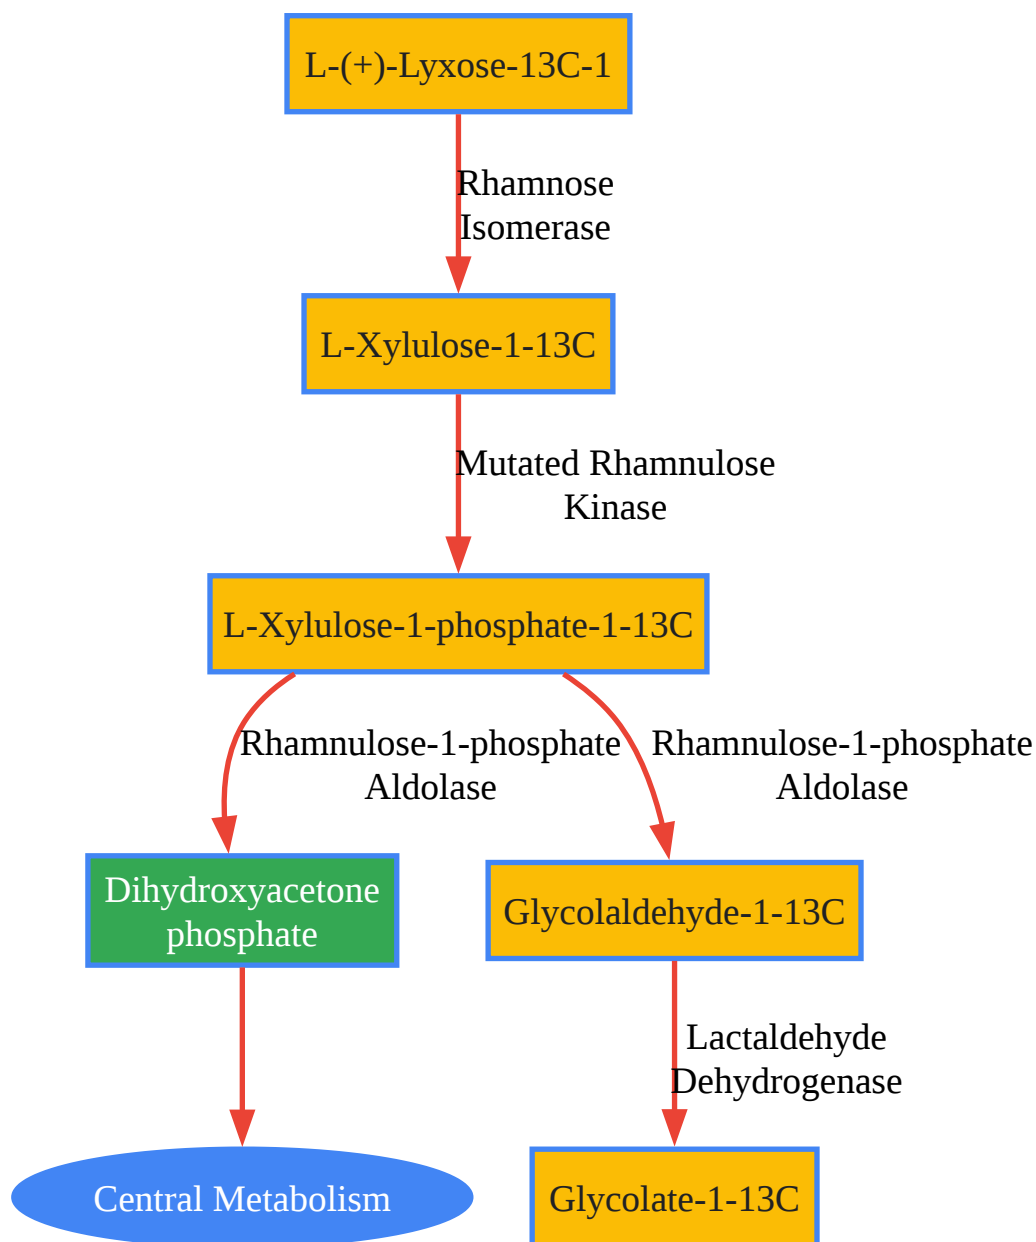 L-(+)-Lyxose-13C-1
Rhamnose
Isomerase
L-Xylulose-1-13C
Mutated Rhamnulose
Kinase
L-Xylulose-1-phosphate-1-13C
Rhamnulose-1-phosphate
Aldolase
Rhamnulose-1-phosphate
Aldolase
Dihydroxyacetone
phosphate
Glycolaldehyde-1-13C
Lactaldehyde
Dehydrogenase
Central Metabolism
Glycolate-1-13C